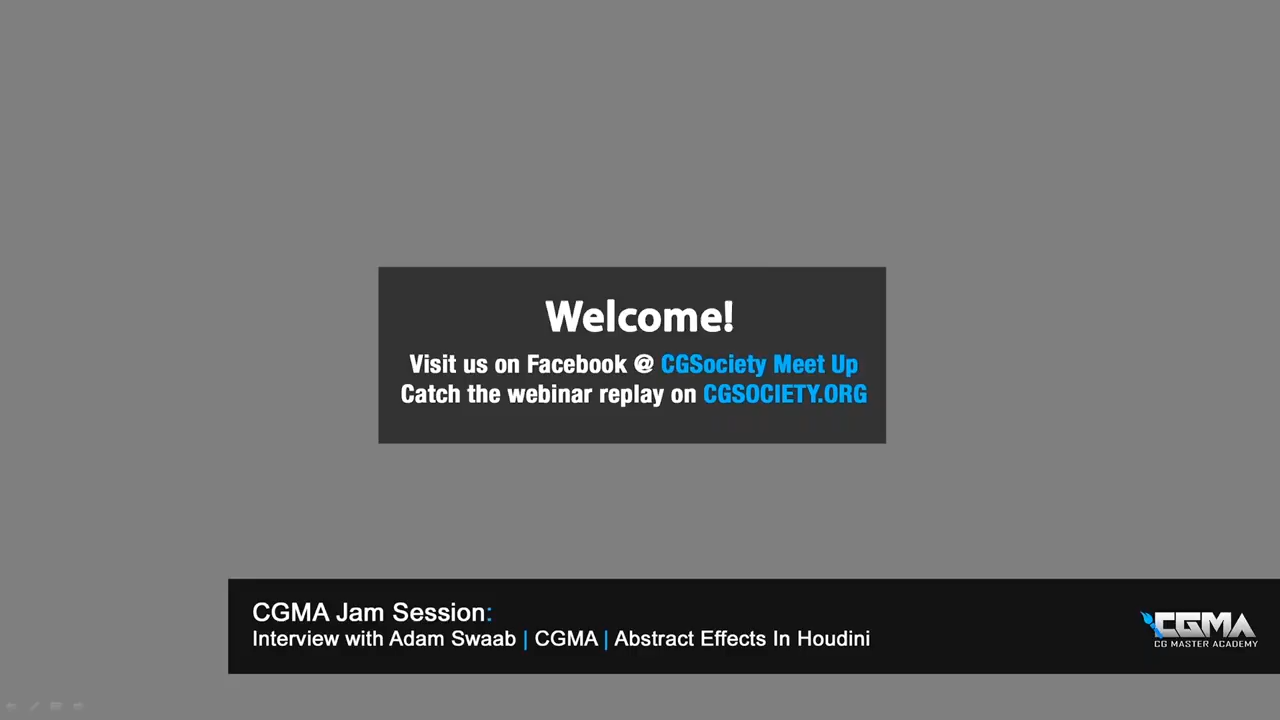 Welcome!
Visit us on Facebook @ CGSociety Meet Up
Catch the webinar replay on CGSOCIETY.ORG
CGMA Jam Session:
Interview with Adam Swaab | CGMA | Abstract Effects In Houdini
CGMA
CG MASTER ACADEMY